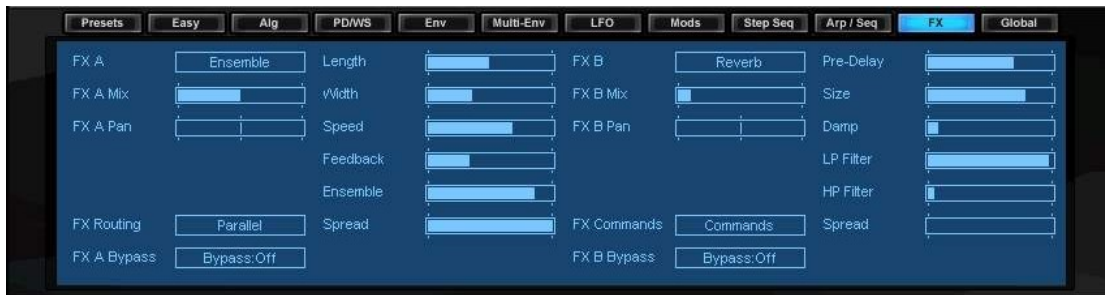 Presets Easy Alg PD/WS Env Multi-Env LFO Mods Step Seq Arp / Seq FX Global
FX A Ensemble Length FX B Reverb Pre-Delay
FX A Mix Width FX B Mix Size
FX A Pan Speed FX B Pan Damp
Feedback LP Filter
Ensemble HP Filter
FX Routing Parallel Spread FX Commands Commands Spread
FX A Bypass Bypass:Off FX B Bypass Bypass:Off